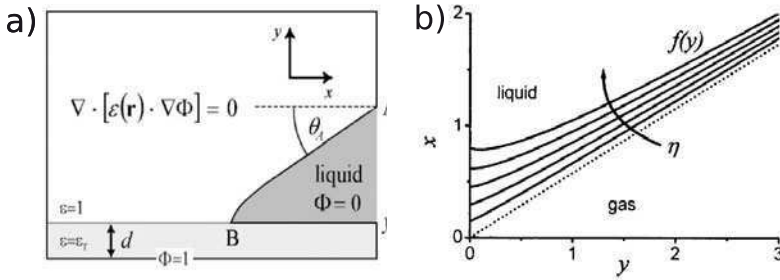 a)
y
x
∇ · [ε(r) · ∇Φ] = 0
θ_A
liquid
Φ = 0
ε=1
ε=ε_r
d
B
Φ=1
b)
2
f(y)
liquid
x
1
η
gas
0
0 1 2 3
y